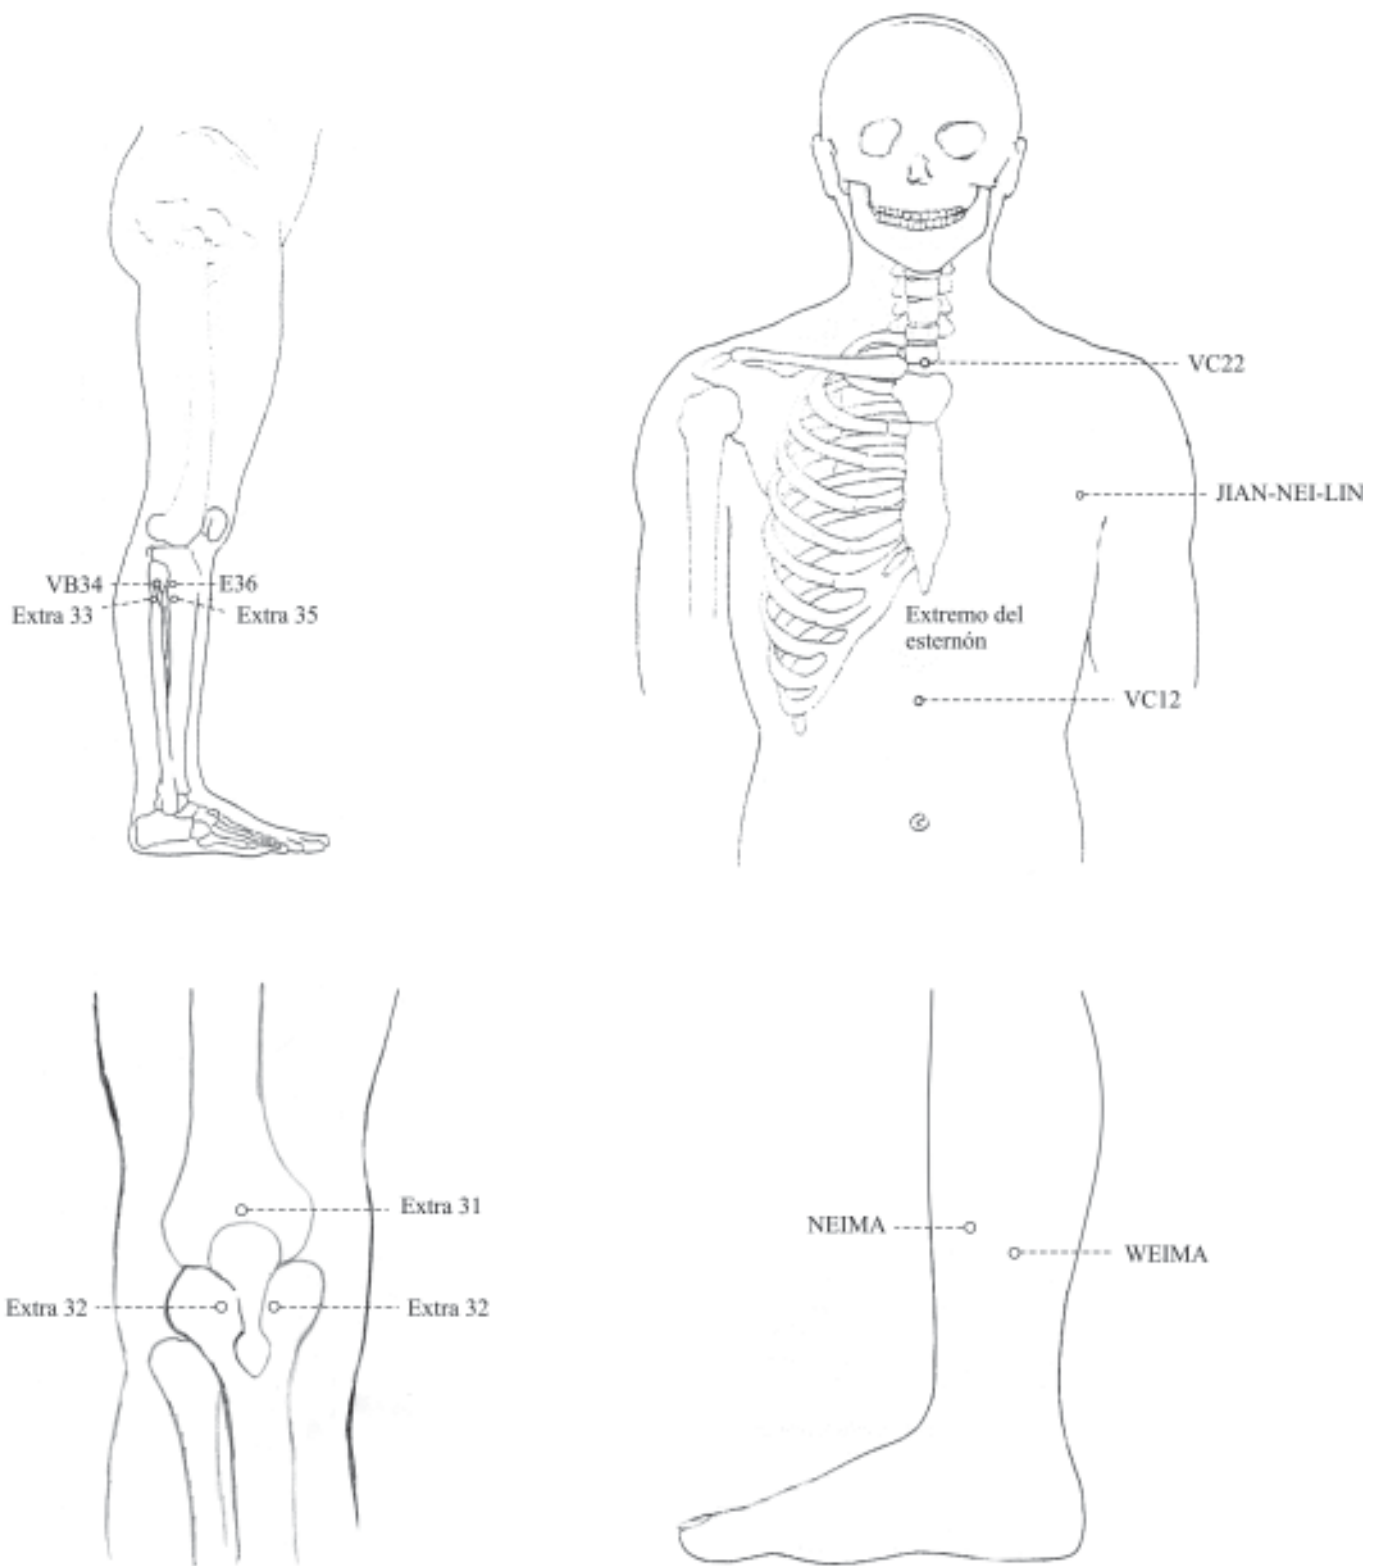 VC22
JIAN-NEI-LIN
VB34
E36
Extra 33
Extra 35
Extremo del
esternón
VC12
Extra 31
Extra 32
Extra 32
NEIMA
WEIMA